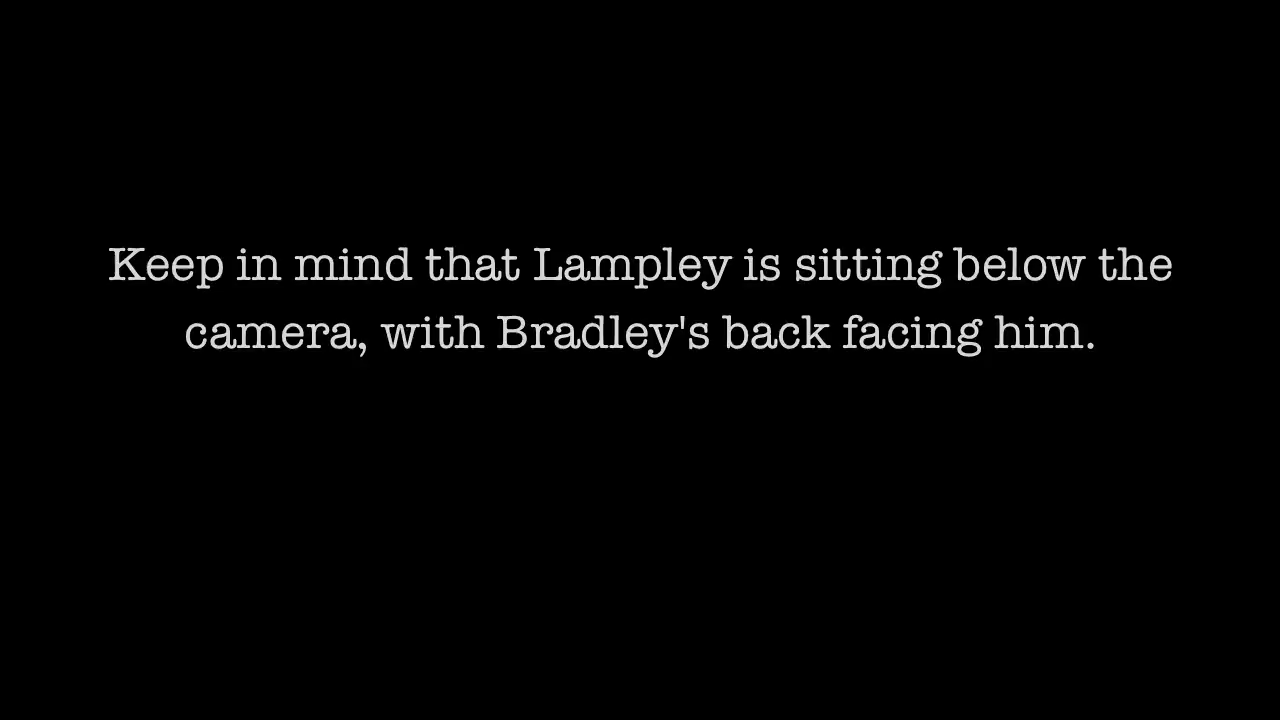 Keep in mind that Lampley is sitting below the
camera, with Bradley's back facing him.